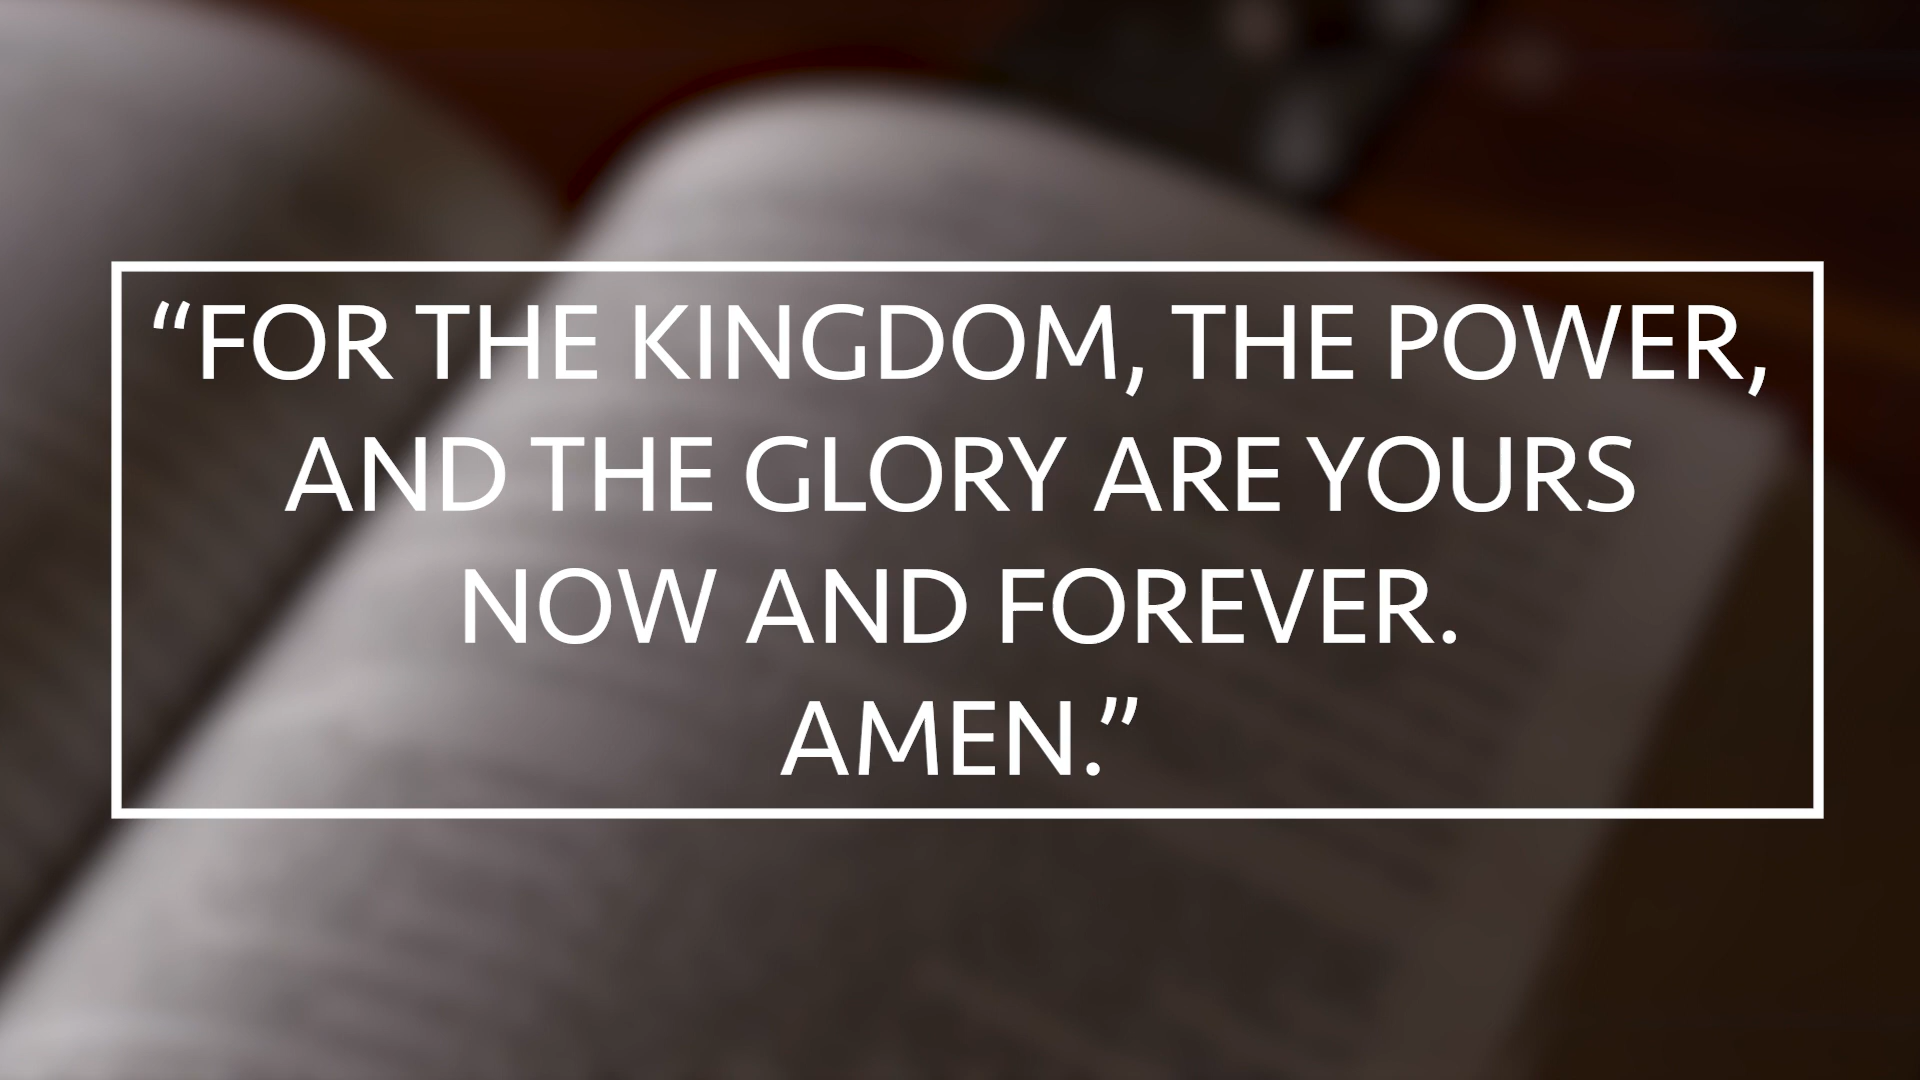 “FOR THE KINGDOM, THE POWER,
AND THE GLORY ARE YOURS
NOW AND FOREVER.
AMEN.”